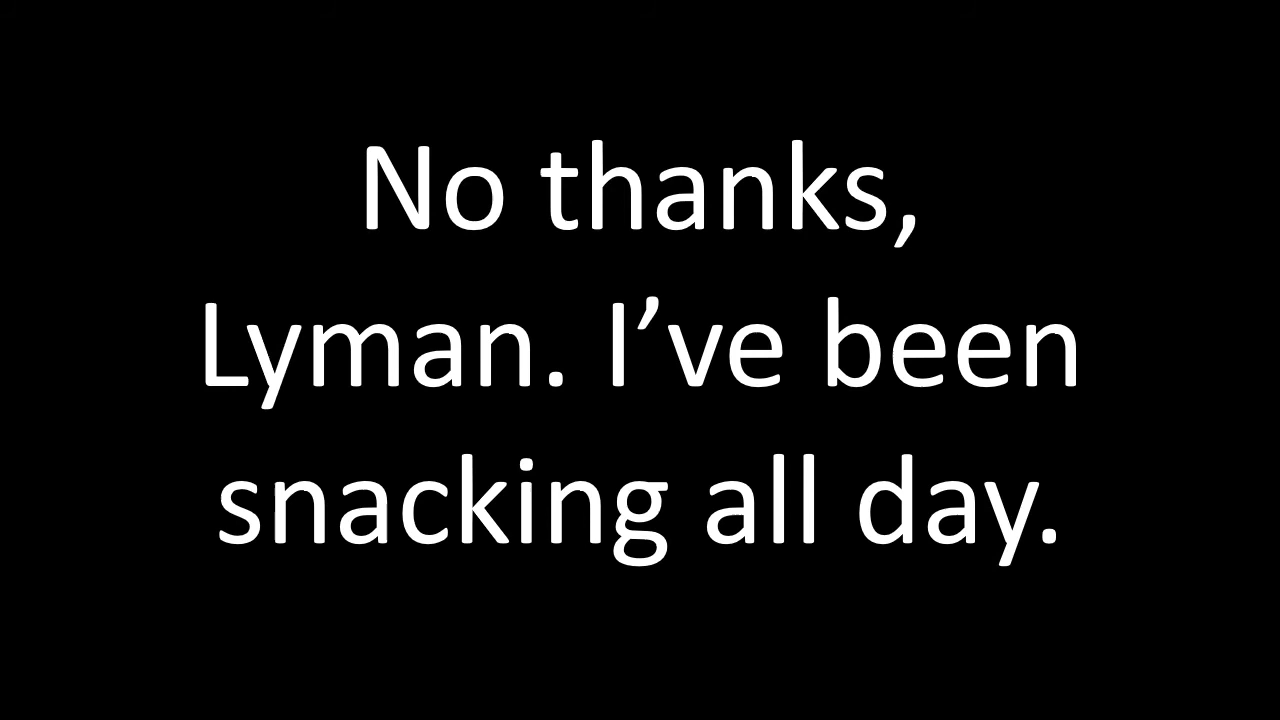 No thanks,
Lyman. I’ve been
snacking all day.